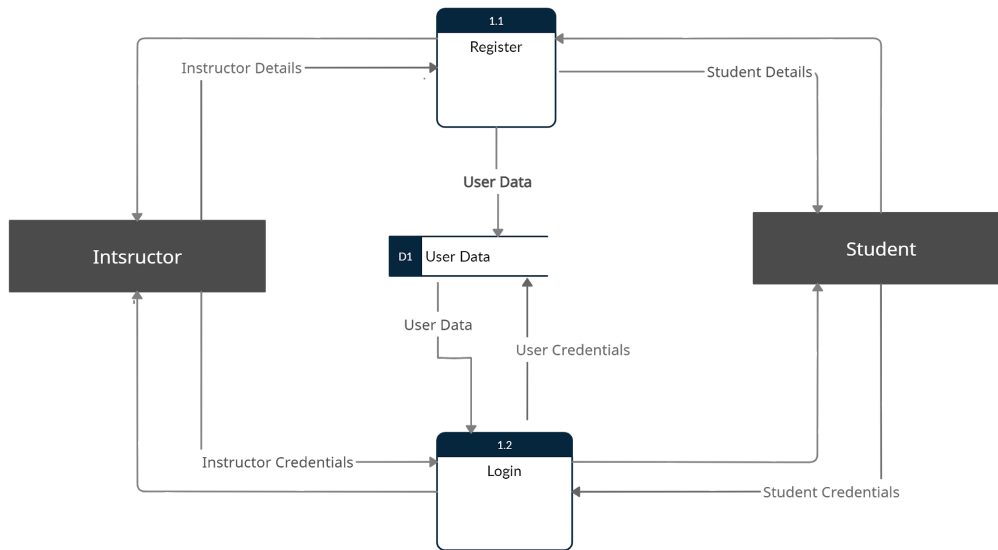 1.1
Register
Instructor Details
Student Details
User Data
Intsructor
D1
User Data
Student
User Data
User Credentials
1.2
Login
Instructor Credentials
Student Credentials